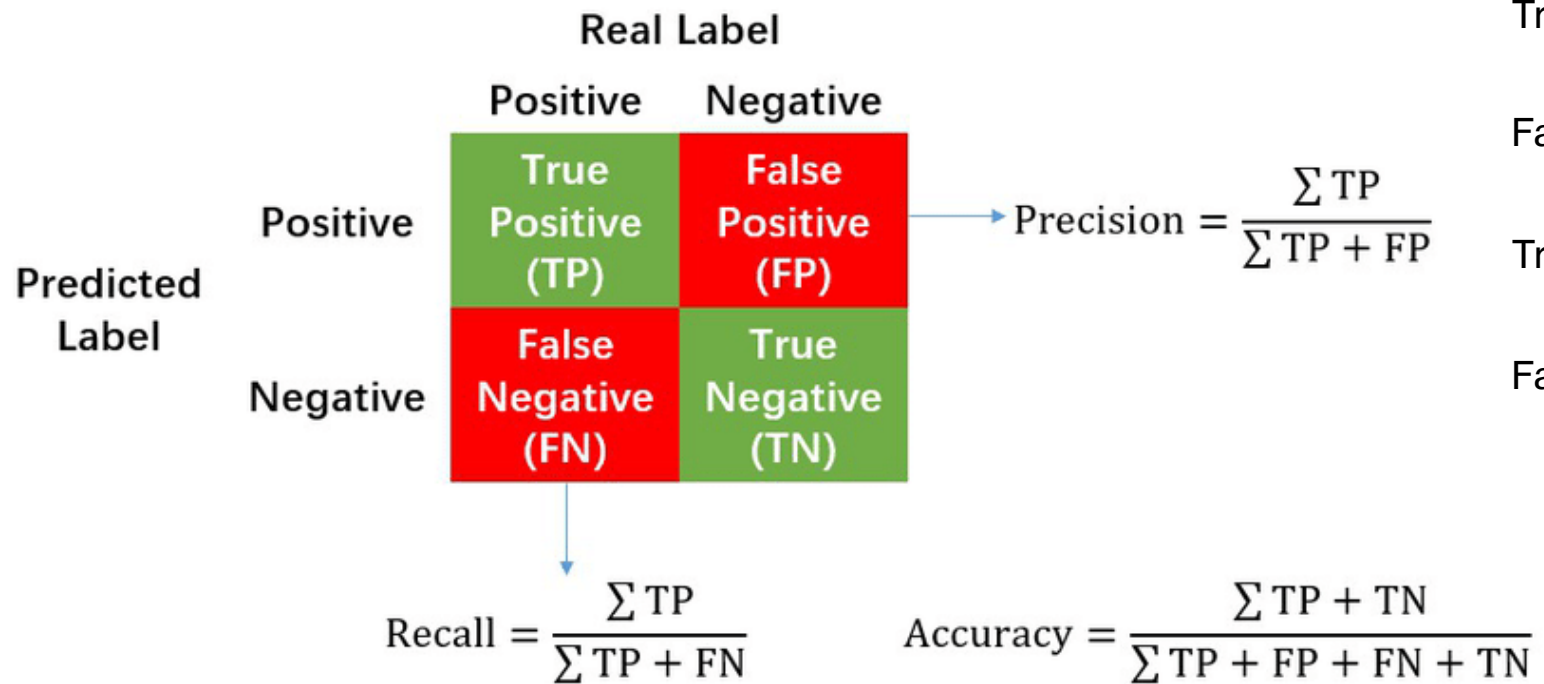 Real Label
Positive Negative
Predicted
Label
Positive
True
Positive
(TP)
False
Positive
(FP)
Negative
False
Negative
(FN)
True
Negative
(TN)
Precision = ∑ TP / ∑ TP + FP
Recall = ∑ TP / ∑ TP + FN
Accuracy = ∑ TP + TN / ∑ TP + FP + FN + TN